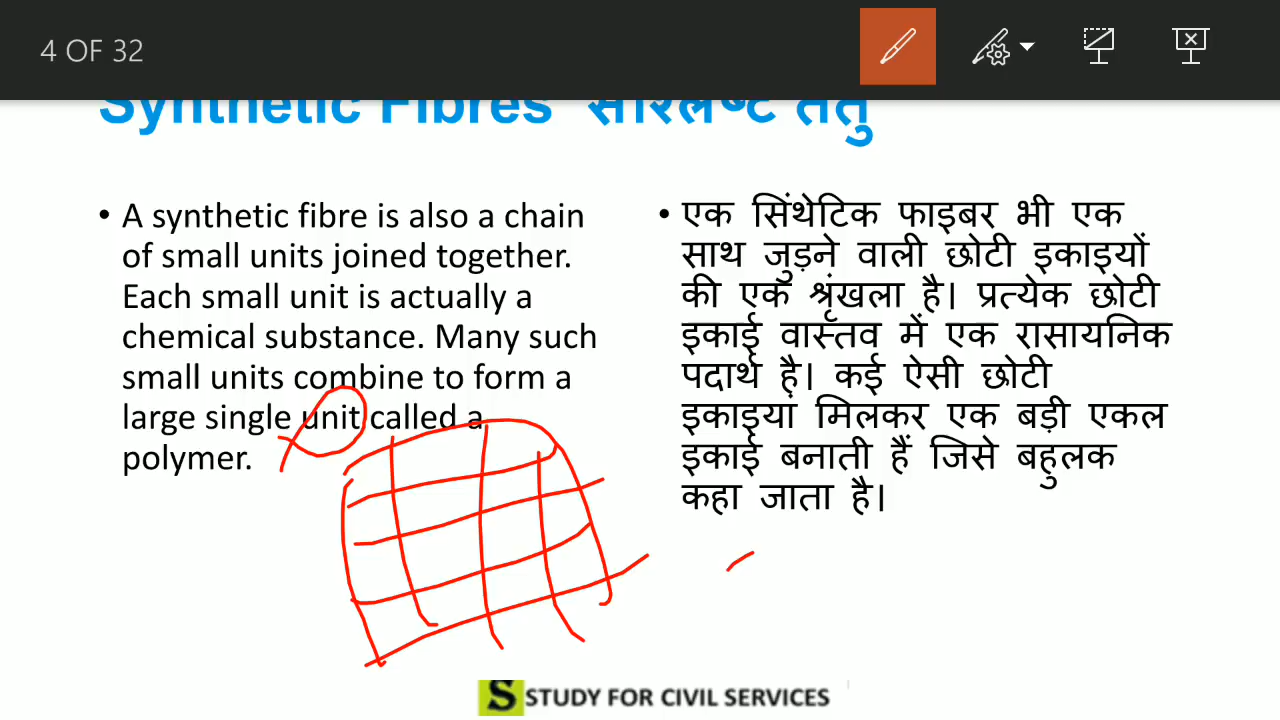 4 OF 32
Synthetic Fibres संश्लिष्ट तंतु
• A synthetic fibre is also a chain
of small units joined together.
Each small unit is actually a
chemical substance. Many such
small units combine to form a
large single unit called a
polymer.
• एक सिंथेटिक फाइबर भी एक
साथ जुड़ने वाली छोटी इकाइयों
की एक श्रृंखला है। प्रत्येक छोटी
इकाई वास्तव में एक रासायनिक
पदार्थ है। कई ऐसी छोटी
इकाइयां मिलकर एक बड़ी एकल
इकाई बनाती हैं जिसे बहुलक
कहा जाता है।
S STUDY FOR CIVIL SERVICES